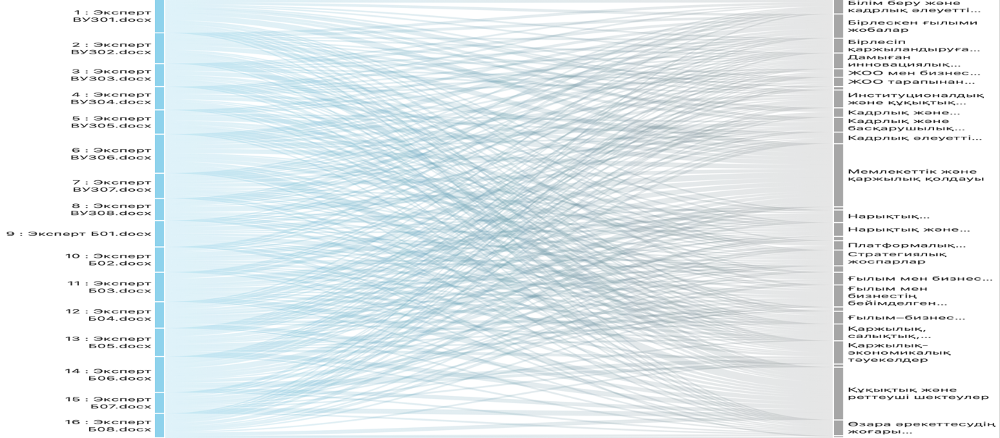 1 : Эксперт
ВУЗ01.docx
2 : Эксперт
ВУЗ02.docx
3 : Эксперт
ВУЗ03.docx
4 : Эксперт
ВУЗ04.docx
5 : Эксперт
ВУЗ05.docx
6 : Эксперт
ВУЗ06.docx
7 : Эксперт
ВУЗ07.docx
8 : Эксперт
ВУЗ08.docx
9 : Эксперт Б01.docx
10 : Эксперт
Б02.docx
11 : Эксперт
Б03.docx
12 : Эксперт
Б04.docx
13 : Эксперт
Б05.docx
14 : Эксперт
Б06.docx
15 : Эксперт
Б07.docx
16 : Эксперт
Б08.docx
Білім беру және
кадрлық әлеуетті...
Бірлескен ғылыми
жобалар
Бірлесіп
қаржыландыруға...
Дамыған
инновациялық...
ЖОО мен бизнес...
ЖОО тарапынан...
Институционалдық
және құқықтық...
Кадрлық және...
Кадрлық және
басқарушылық...
Кадрлық әлеуетті...
Мемлекеттік және
қаржылық қолдауы
Нарықтық...
Нарықтық және...
Платформалық...
Стратегиялық
жоспарлар
Ғылым мен бизнес...
Ғылым мен
бизнестің
бейімделген...
Ғылым–бизнес...
Қаржылық,
салықтық,...
Қаржылық-
экономикалық
тәуекелдер
Құқықтық және
реттеуші шектеулер
Өзара әрекеттесудің
жоғары...